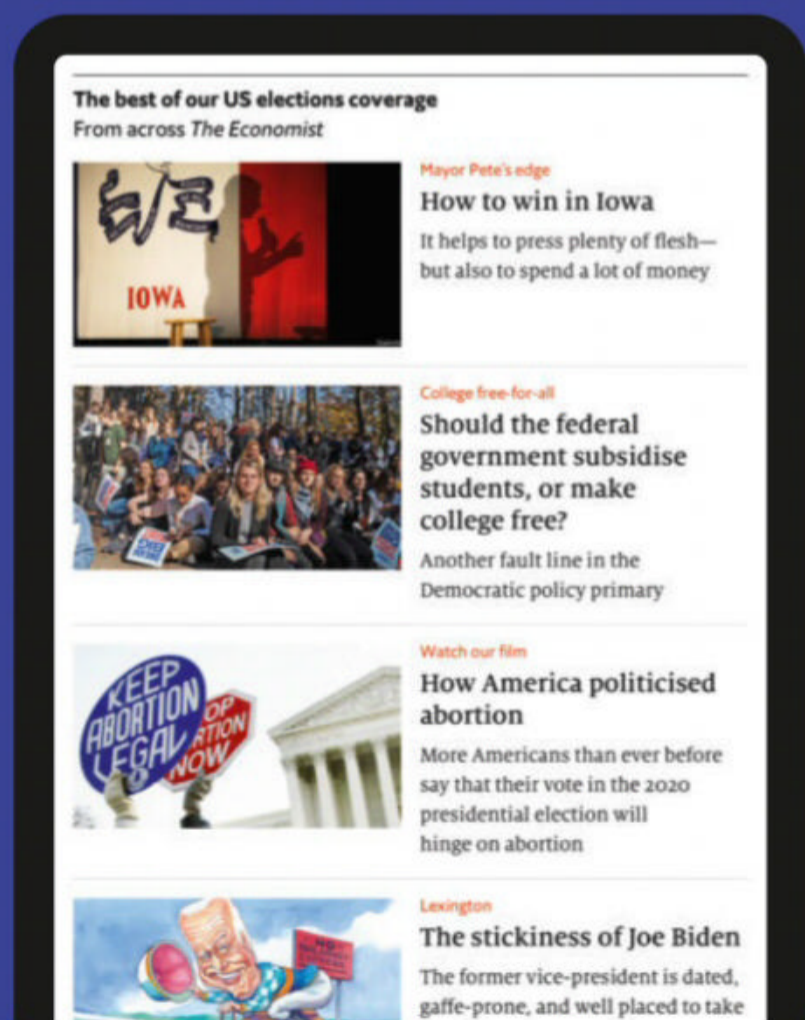 The best of our US elections coverage
From across The Economist
IOWA
Mayor Pete's edge
How to win in Iowa
It helps to press plenty of flesh—
but also to spend a lot of money
College free-for-all
Should the federal
government subsidise
students, or make
college free?
Another fault line in the
Democratic policy primary
KEEP
ABORTION
LEGAL
OP
RTION
NOW
Watch our film
How America politicised
abortion
More Americans than ever before
say that their vote in the 2020
presidential election will
hinge on abortion
Lexington
The stickiness of Joe Biden
The former vice-president is dated,
gaffe-prone, and well placed to take